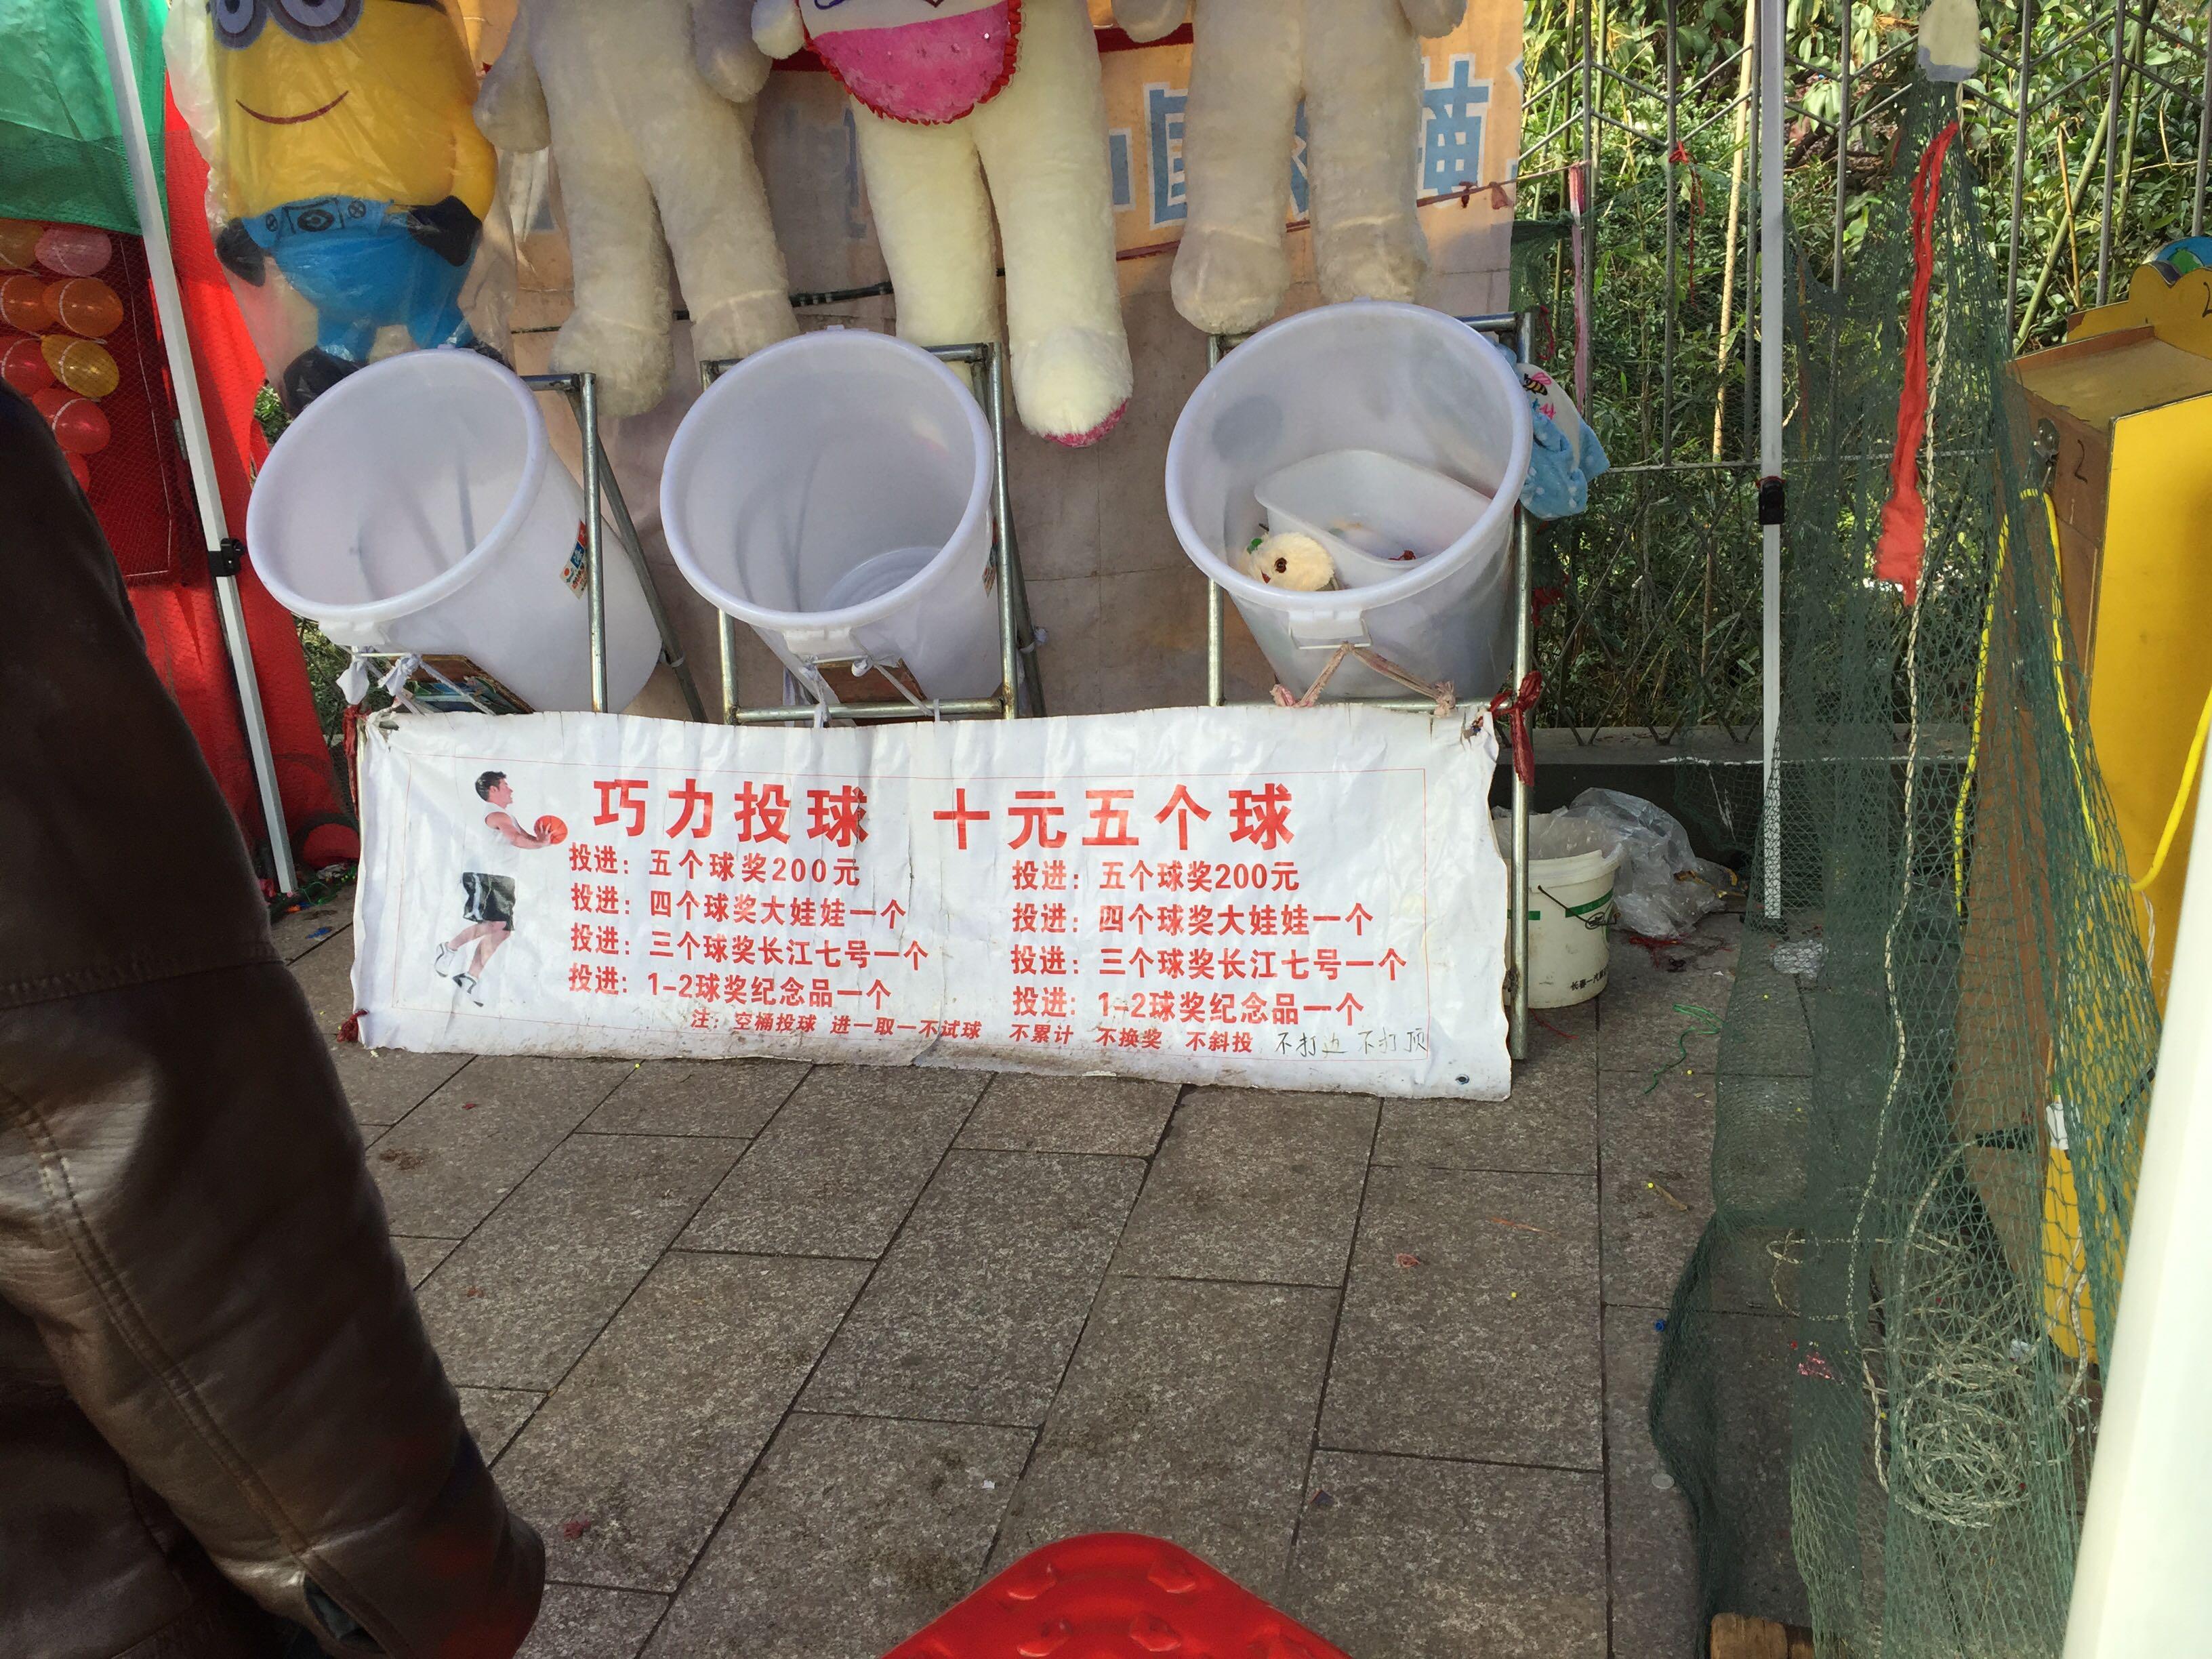 巧力投球 十元五个球
投进：五个球奖200元
投进：四个球奖大娃娃一个
投进：三个球奖长江七号一个
投进：1-2球奖纪念品一个
投进：五个球奖200元
投进：四个球奖大娃娃一个
投进：三个球奖长江七号一个
投进：1-2球奖纪念品一个
注：空桶投球 进一取一不试球 不累计 不换奖 不斜投 不打边 不打顶
2